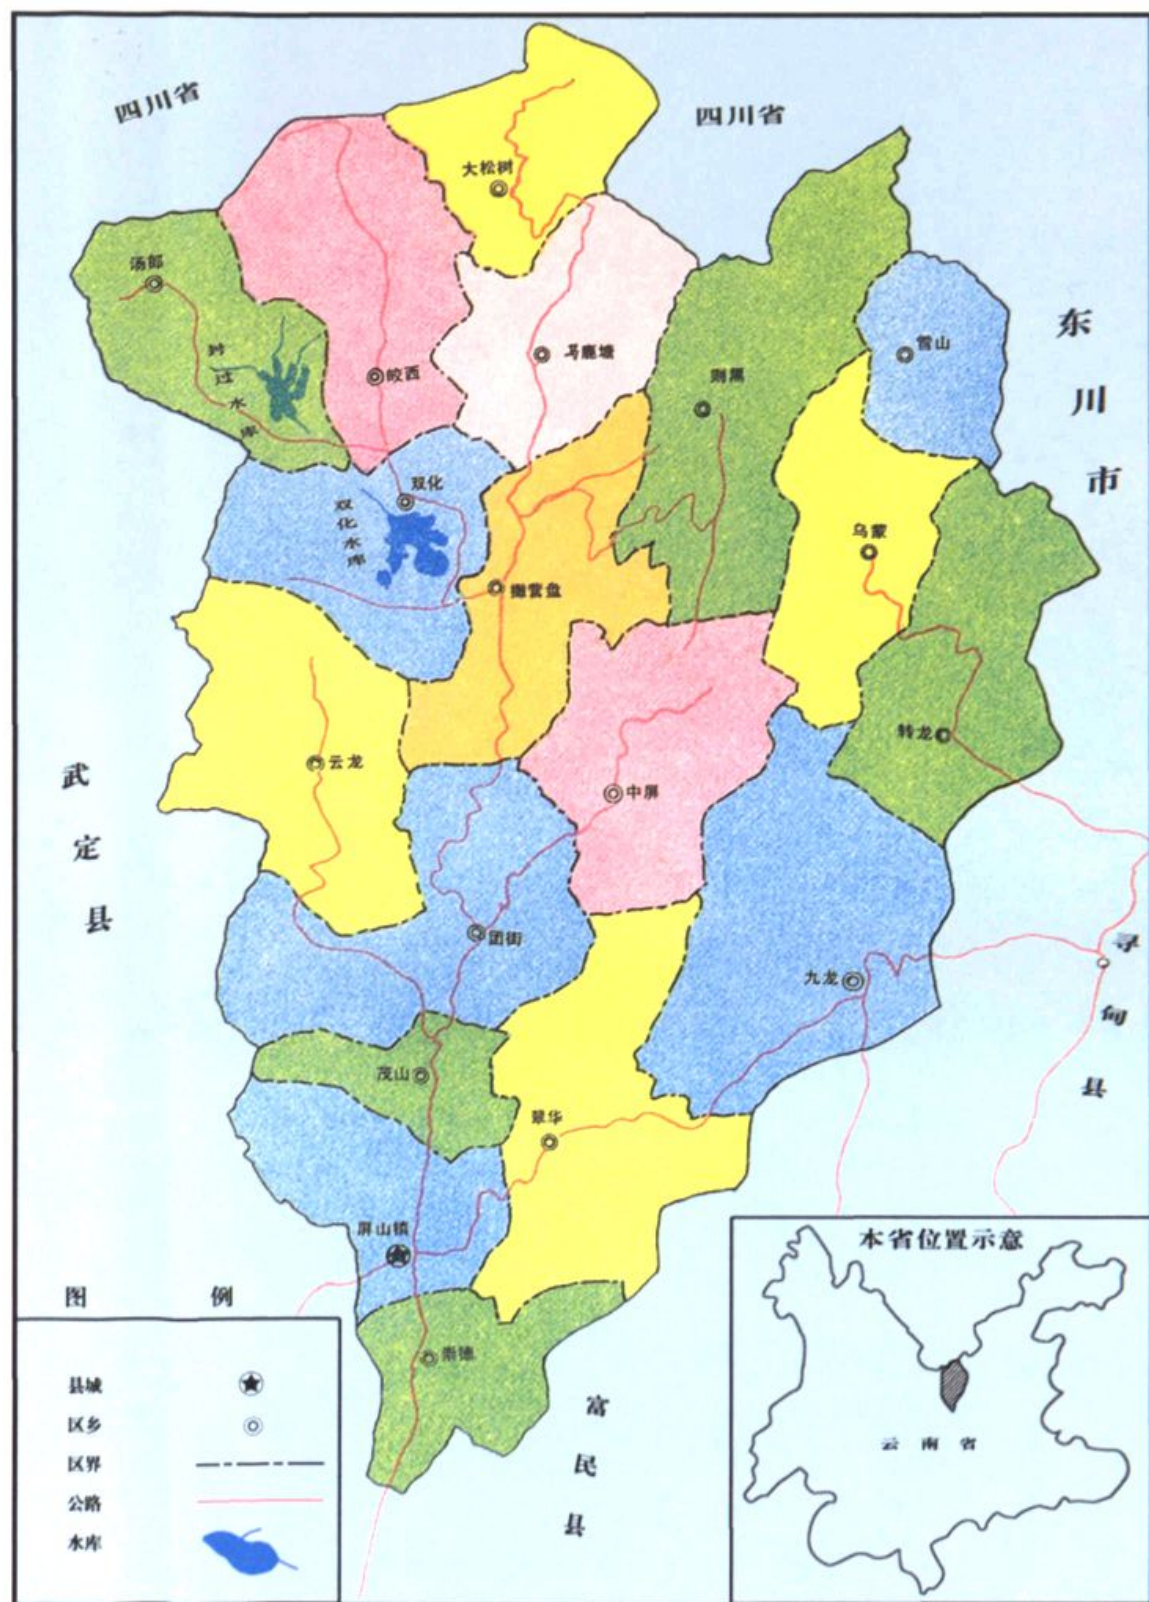 四川省
四川省
大松树
汤郎
马鹿塘
雪山
皎西
则黑
东川市
水库
双化
双化水库
乌蒙
撒营盘
转龙
云龙
中屏
武定县
团街
九龙
寻甸县
茂山
翠华
屏山镇
崇德
富民县
图例
县城
区乡
区界
公路
水库
本省位置示意
云南省